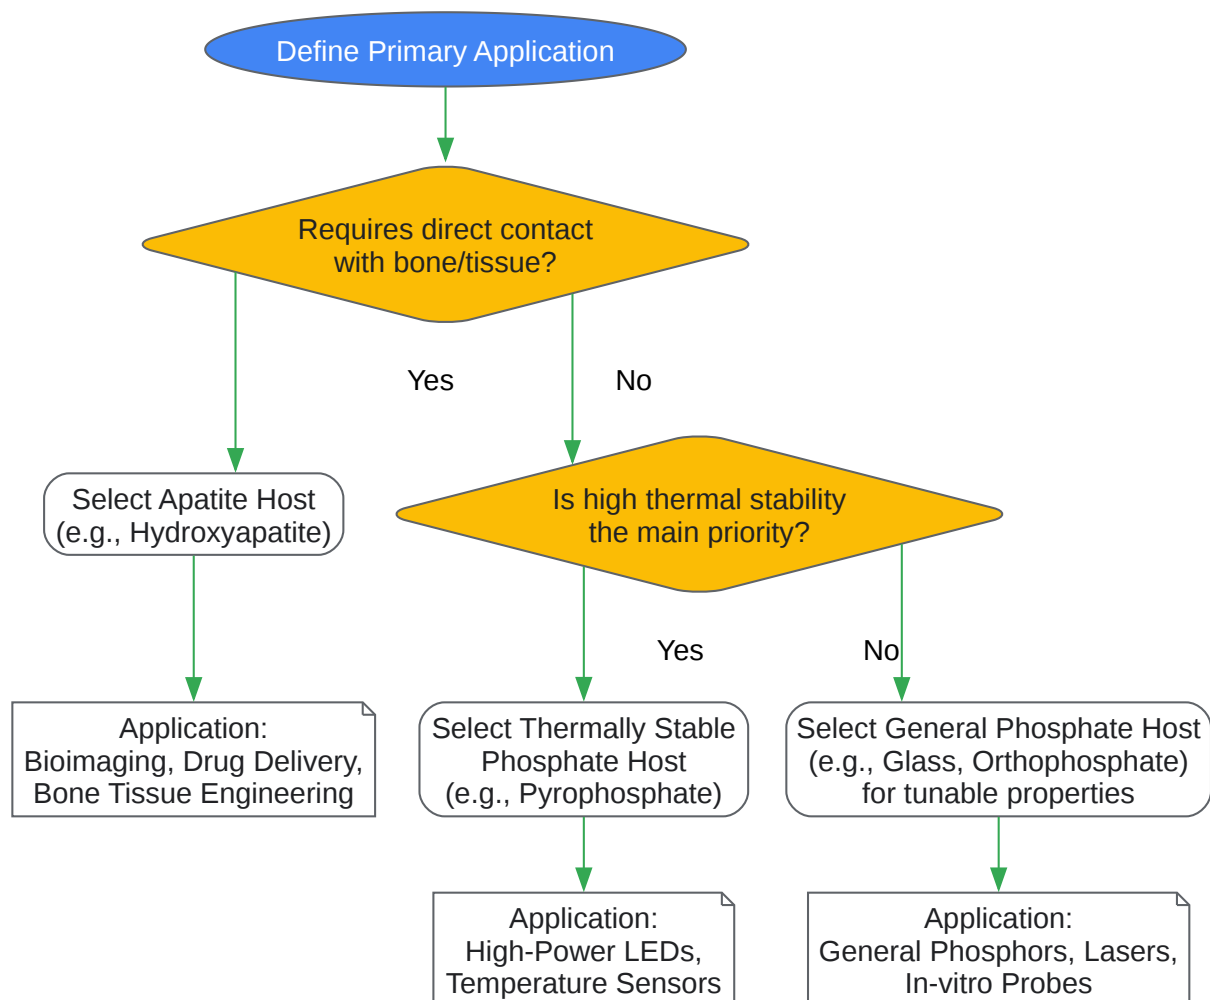 Define Primary Application
Requires direct contact
with bone/tissue?
Yes
No
Select Apatite Host
(e.g., Hydroxyapatite)
Is high thermal stability
the main priority?
Yes
No
Application:
Bioimaging, Drug Delivery,
Bone Tissue Engineering
Select Thermally Stable
Phosphate Host
(e.g., Pyrophosphate)
Select General Phosphate Host
(e.g., Glass, Orthophosphate)
for tunable properties
Application:
High-Power LEDs,
Temperature Sensors
Application:
General Phosphors, Lasers,
In-vitro Probes